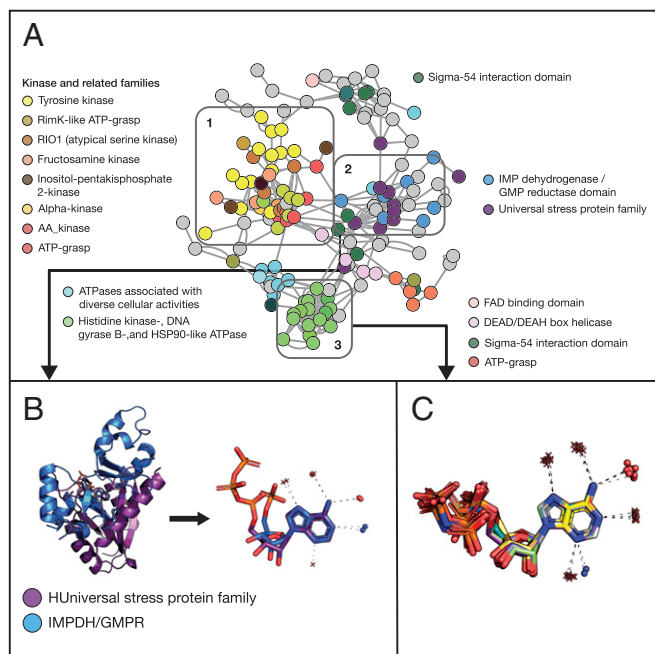 A
Kinase and related families
Tyrosine kinase
RimK-like ATP-grasp
RIO1 (atypical serine kinase)
Fructosamine kinase
Inositol-pentakisphosphate
2-kinase
Alpha-kinase
AA_kinase
ATP-grasp
1
2
3
Sigma-54 interaction domain
IMP dehydrogenase /
GMP reductase domain
Universal stress protein family
ATPases associated with
diverse cellular activities
Histidine kinase-, DNA
gyrase B-,and HSP90-like ATPase
FAD binding domain
DEAD/DEAH box helicase
Sigma-54 interaction domain
ATP-grasp
B
HUniversal stress protein family
IMPDH/GMPR
C